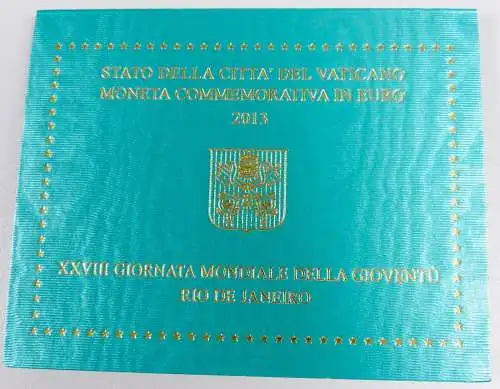 STATO DELLA CITTA' DEL VATICANO
MONETA COMMEMORATIVA IN EURO
2013
XXVIII GIORNATA MONDIALE DELLA GIOVENTÙ
RIO DE JANEIRO